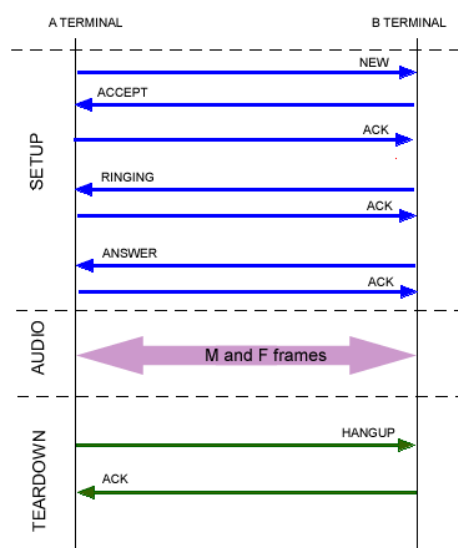 A TERMINAL
B TERMINAL
SETUP
NEW
ACCEPT
ACK
RINGING
ACK
ANSWER
ACK
AUDIO
M and F frames
TEARDOWN
HANGUP
ACK